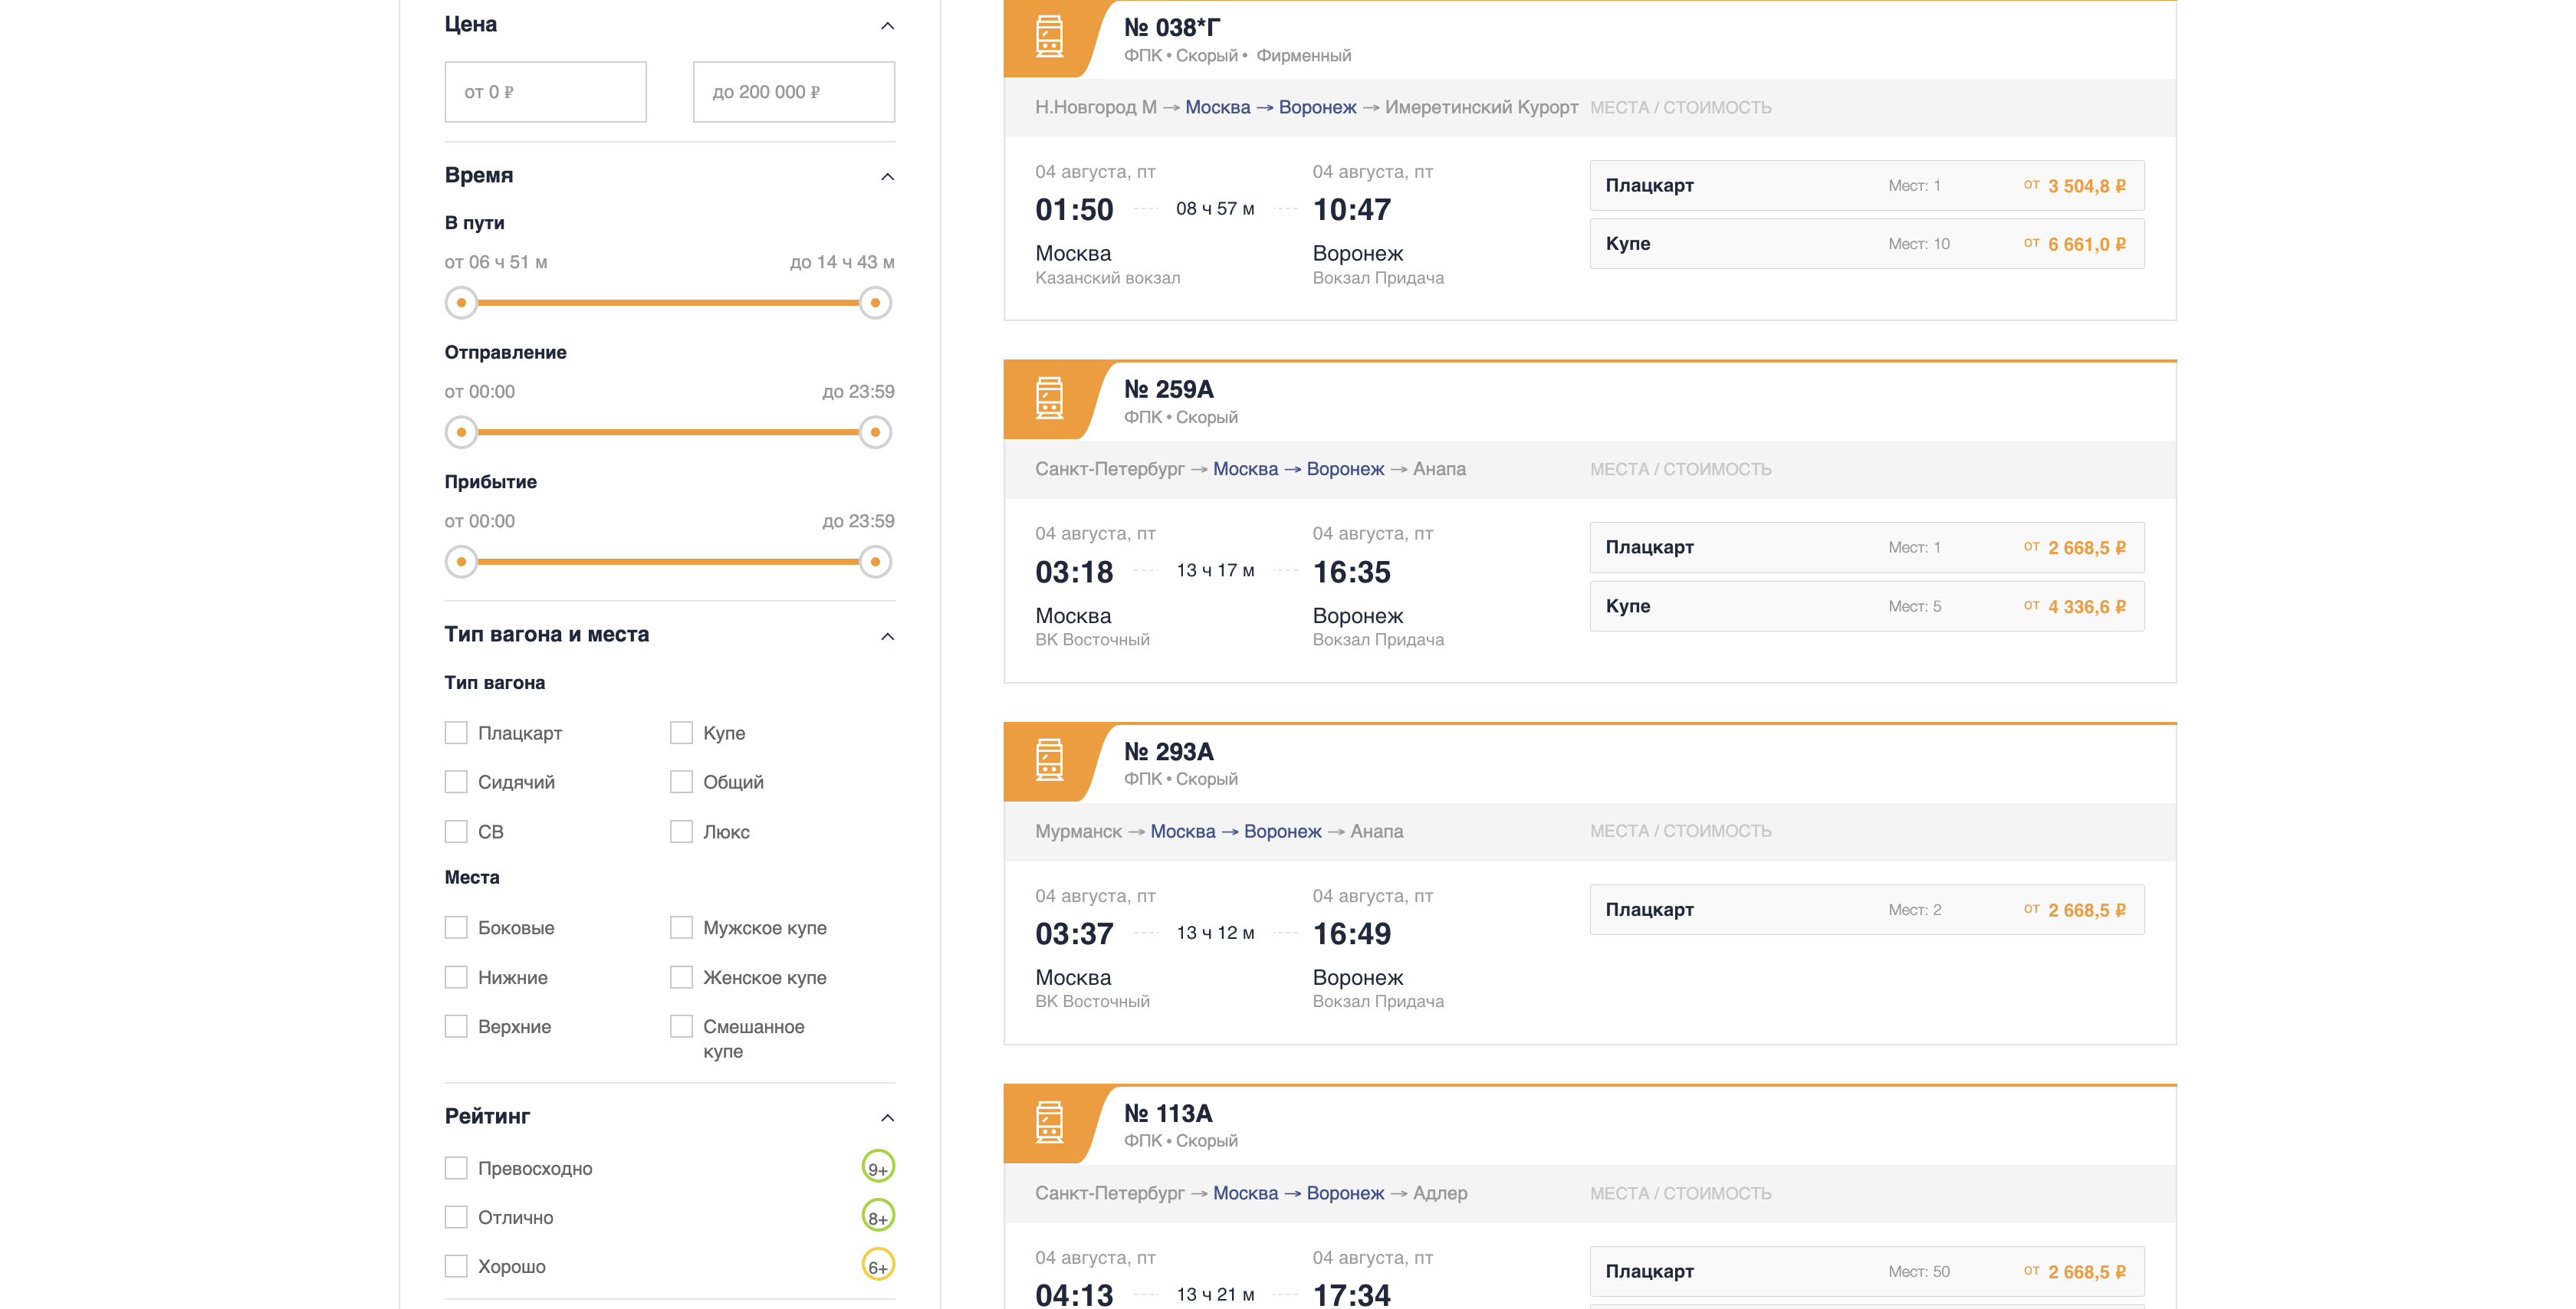 Цена
от 0 ₽
до 200 000 ₽
Время
В пути
от 06 ч 51 м
до 14 ч 43 м
Отправление
от 00:00
до 23:59
Прибытие
от 00:00
до 23:59
Тип вагона и места
Тип вагона
Плацкарт
Купе
Сидячий
Общий
СВ
Люкс
Места
Боковые
Мужское купе
Нижние
Женское купе
Верхние
Смешанное
купе
Рейтинг
Превосходно
9+
Отлично
8+
Хорошо
6+
№ 038*Г
ФПК • Скорый • Фирменный
Н.Новгород М → Москва → Воронеж → Имеретинский Курорт
МЕСТА / СТОИМОСТЬ
04 августа, пт
04 августа, пт
01:50
08 ч 57 м
10:47
Москва
Воронеж
Казанский вокзал
Вокзал Придача
Плацкарт Мест: 1 от 3 504,8 ₽
Купе Мест: 10 от 6 661,0 ₽
№ 259А
ФПК • Скорый
Санкт-Петербург → Москва → Воронеж → Анапа
МЕСТА / СТОИМОСТЬ
04 августа, пт
04 августа, пт
03:18
13 ч 17 м
16:35
Москва
Воронеж
ВК Восточный
Вокзал Придача
Плацкарт Мест: 1 от 2 668,5 ₽
Купе Мест: 5 от 4 336,6 ₽
№ 293А
ФПК • Скорый
Мурманск → Москва → Воронеж → Анапа
МЕСТА / СТОИМОСТЬ
04 августа, пт
04 августа, пт
03:37
13 ч 12 м
16:49
Москва
Воронеж
ВК Восточный
Вокзал Придача
Плацкарт Мест: 2 от 2 668,5 ₽
№ 113А
ФПК • Скорый
Санкт-Петербург → Москва → Воронеж → Адлер
МЕСТА / СТОИМОСТЬ
04 августа, пт
04 августа, пт
04:13
13 ч 21 м
17:34
Плацкарт Мест: 50 от 2 668,5 ₽